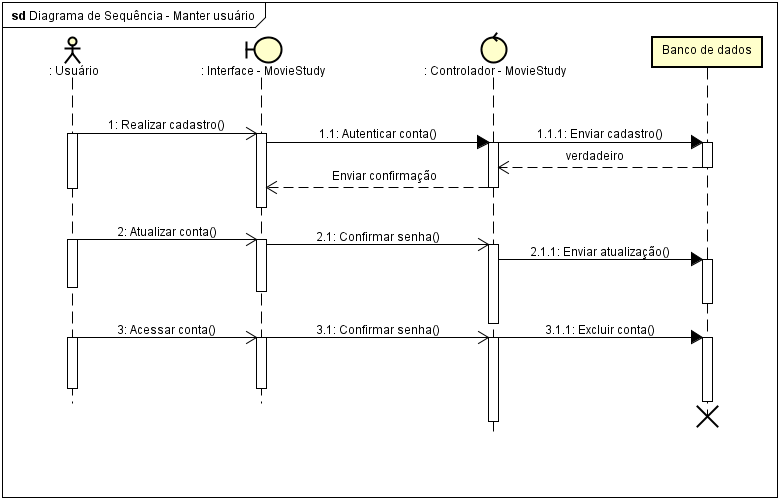 sd Diagrama de Sequência - Manter usuário
: Usuário
: Interface - MovieStudy
: Controlador - MovieStudy
Banco de dados
1: Realizar cadastro()
1.1: Autenticar conta()
1.1.1: Enviar cadastro()
verdadeiro
Enviar confirmação
2: Atualizar conta()
2.1: Confirmar senha()
2.1.1: Enviar atualização()
3: Acessar conta()
3.1: Confirmar senha()
3.1.1: Excluir conta()